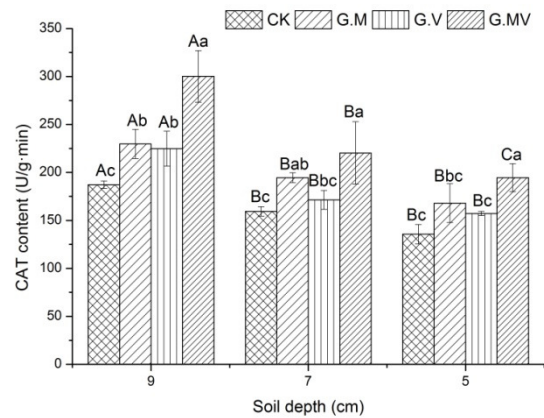 CK G.M G.V G.MV
350
300
250
200
150
100
50
0
CAT content (U/g·min)
Ac Ab Ab Aa
Bc Bab Bbc Ba
Bc Bbc Bc Ca
9 7 5
Soil depth (cm)